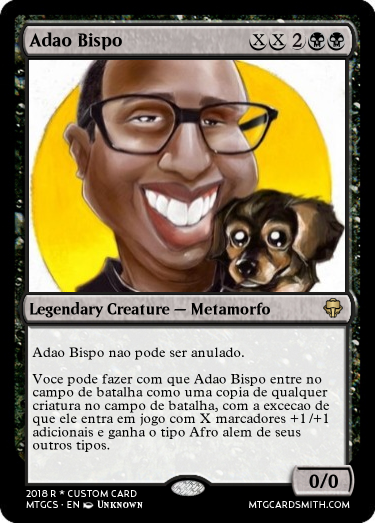 Adao Bispo X X 2
Legendary Creature — Metamorfo
Adao Bispo nao pode ser anulado.
Voce pode fazer com que Adao Bispo entre no
campo de batalha como uma copia de qualquer
criatura no campo de batalha, com a excecao de
que ele entra em jogo com X marcadores +1/+1
adicionais e ganha o tipo Afro alem de seus
outros tipos.
0/0
2018 R * CUSTOM CARD
MTGCS · EN Unknown
MTGCARDSMITH.COM